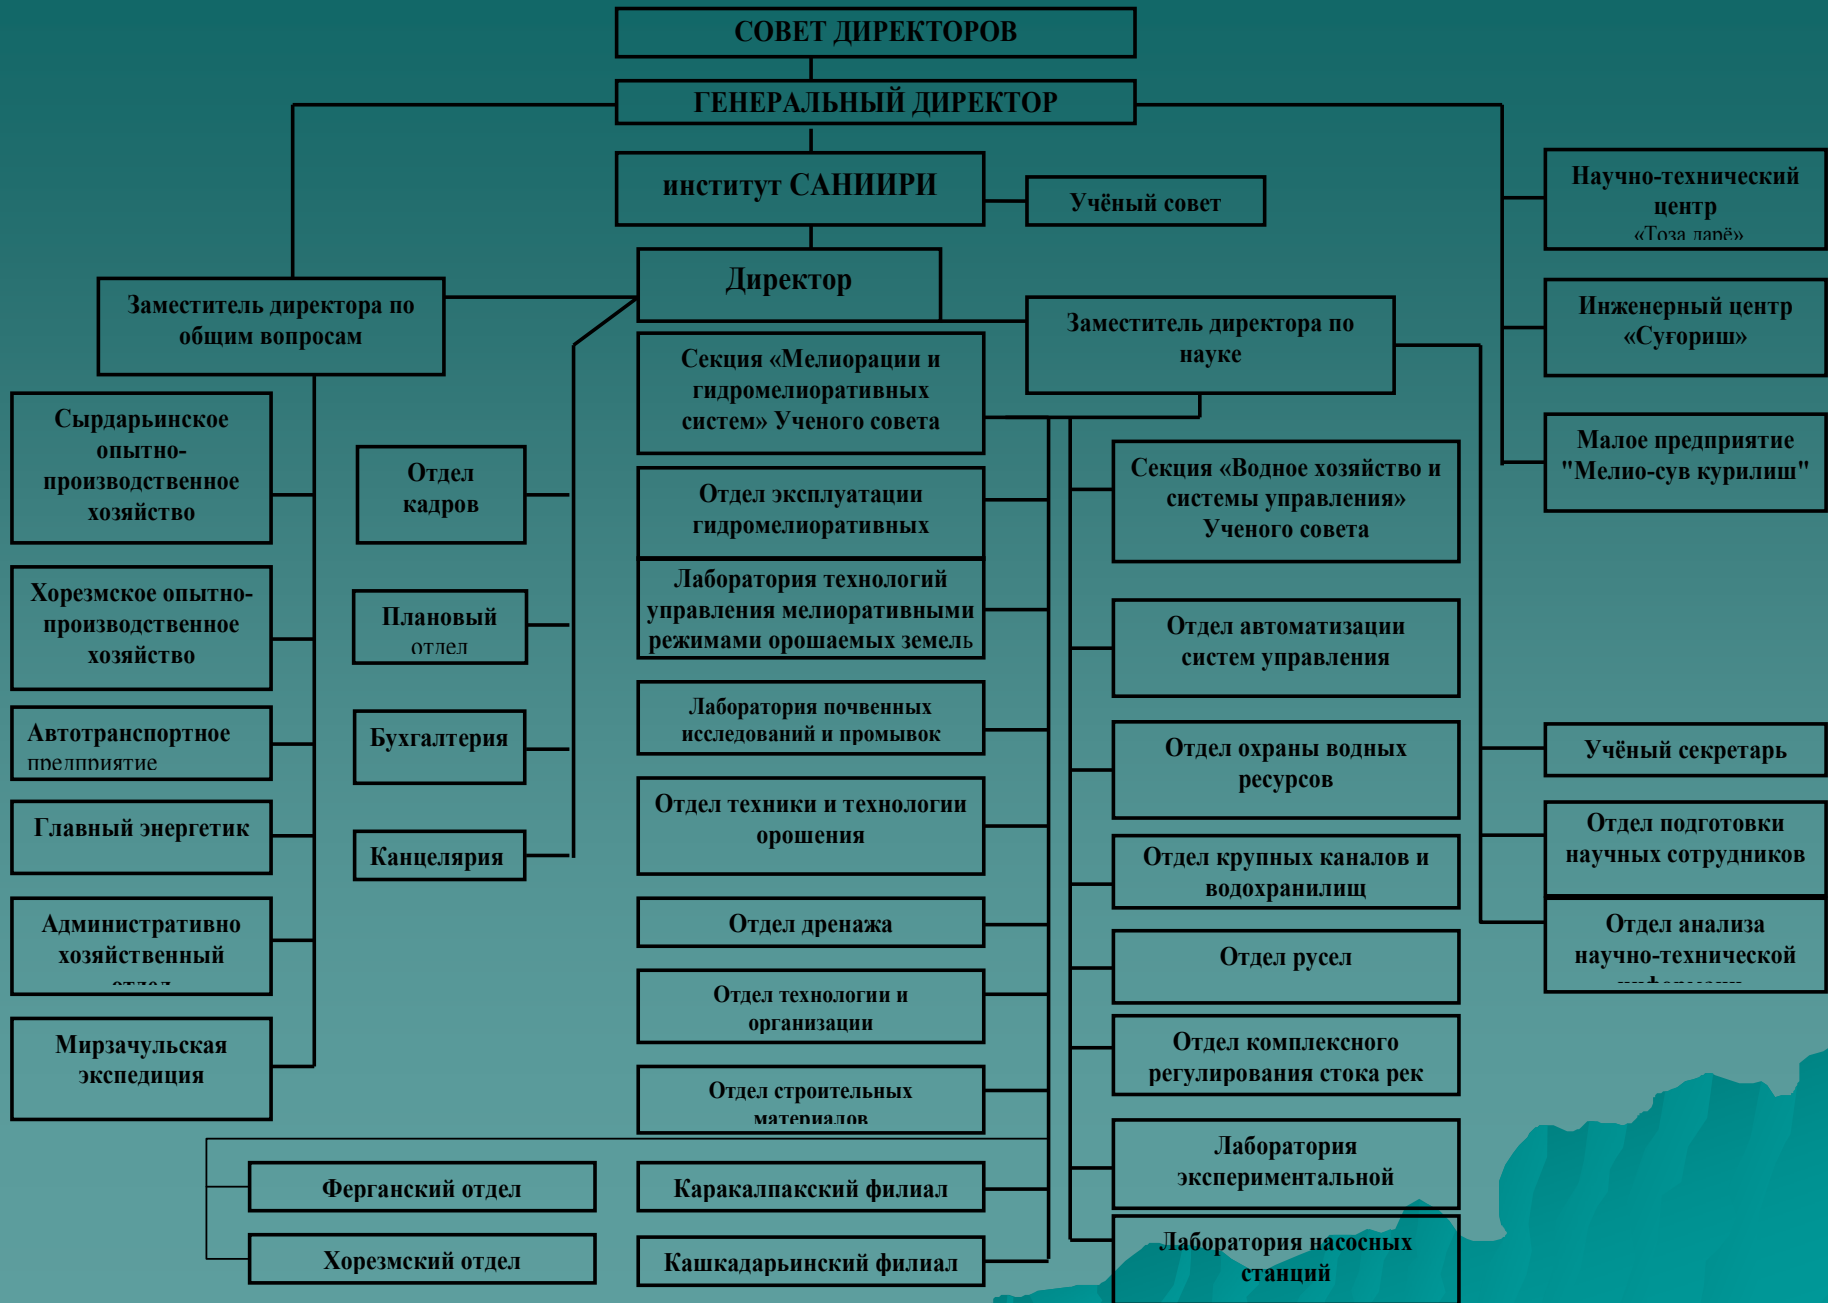 СОВЕТ ДИРЕКТОРОВ
ГЕНЕРАЛЬНЫЙ ДИРЕКТОР
институт САНИИРИ
Учёный совет
Научно-технический
центр
«Тоза дарё»
Директор
Заместитель директора по
общим вопросам
Заместитель директора по
науке
Инженерный центр
«Суғориш»
Малое предприятие
"Мелио-сув курилиш"
Сырдарьинское
опытно-
производственное
хозяйство
Хорезмское опытно-
производственное
хозяйство
Автотранспортное
предприятие
Главный энергетик
Административно
хозяйственный
отдел
Мирзачульская
экспедиция
Отдел
кадров
Плановый
отдел
Бухгалтерия
Канцелярия
Секция «Мелиорации и
гидромелиоративных
систем» Ученого совета
Отдел эксплуатации
гидромелиоративных
Лаборатория технологий
управления мелиоративными
режимами орошаемых земель
Лаборатория почвенных
исследований и промывок
Отдел техники и технологии
орошения
Отдел дренажа
Отдел технологии и
организации
Отдел строительных
материалов
Ферганский отдел
Хорезмский отдел
Каракалпакский филиал
Кашкадарьинский филиал
Секция «Водное хозяйство и
системы управления»
Ученого совета
Отдел автоматизации
систем управления
Отдел охраны водных
ресурсов
Отдел крупных каналов и
водохранилищ
Отдел русел
Отдел комплексного
регулирования стока рек
Лаборатория
экспериментальной
Лаборатория насосных
станций
Учёный секретарь
Отдел подготовки
научных сотрудников
Отдел анализа
научно-технической